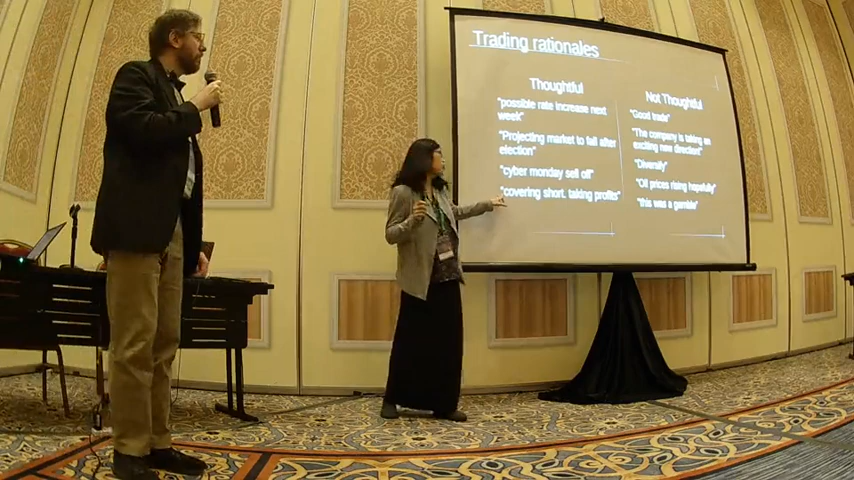 Trading rationales
Thoughtful
"possible rate increase next
week"
"Projecting market to fall after
election"
"cyber monday sell off"
"covering short. taking profits"
Not Thoughtful
"Good trade"
"The company is taking an
exciting new direction"
"Diversify"
"Oil prices rising hopefully"
"this was a gamble"